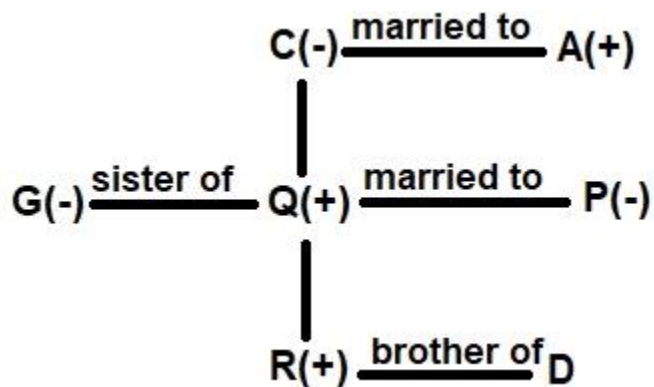 C(-) married to A(+)
G(-) sister of Q(+) married to P(-)
R(+) brother of D